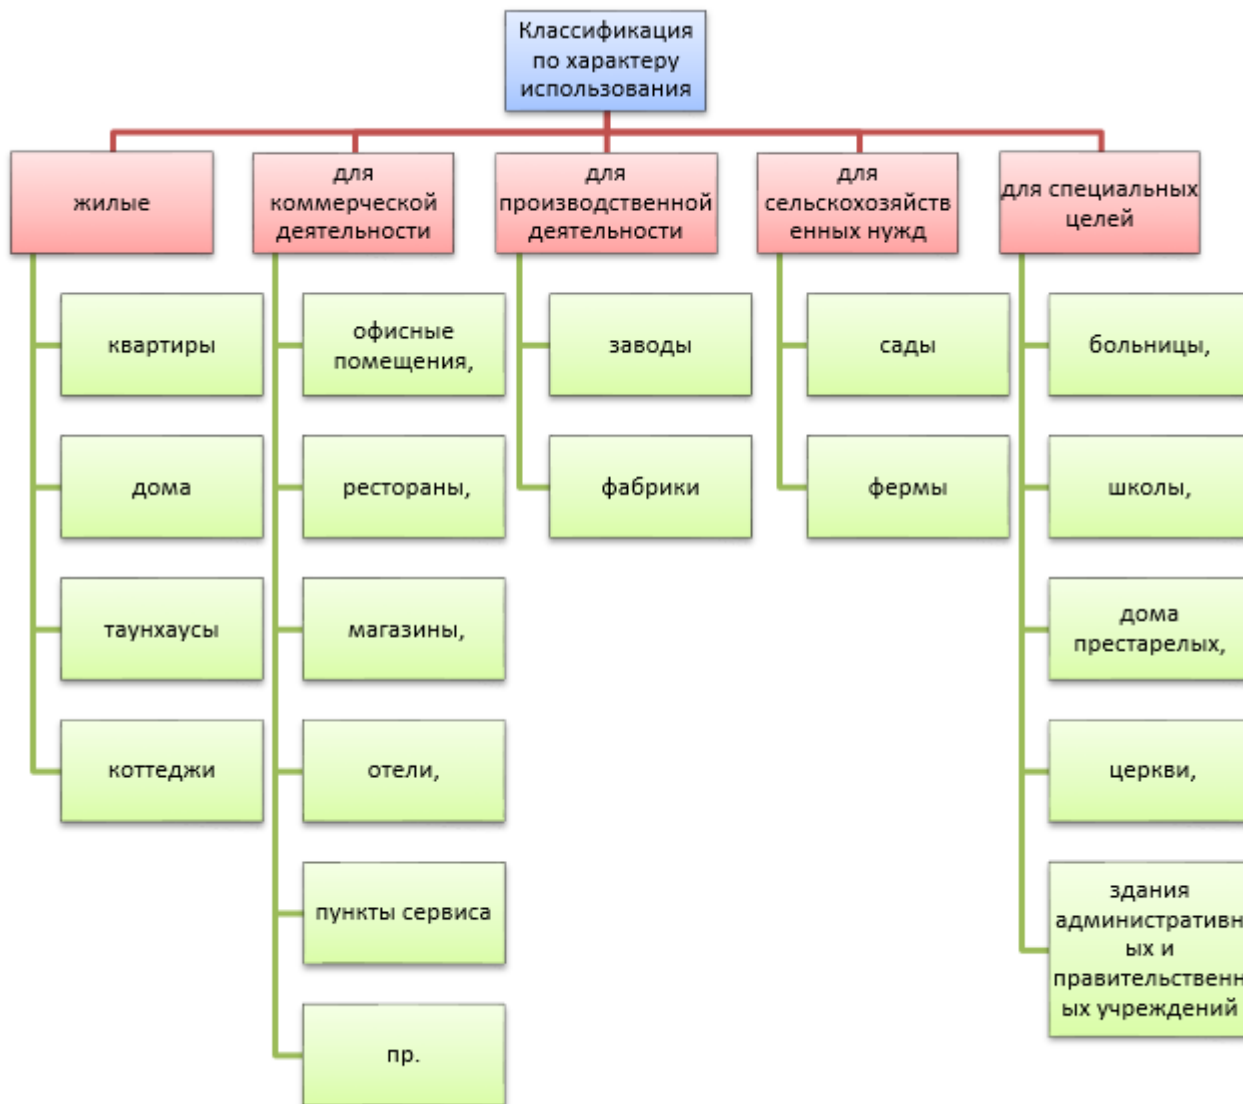 Классификация
по характеру
использования
жилые
для
коммерческой
деятельности
для
производственной
деятельности
для
сельскохозяйств
енных нужд
для специальных
целей
квартиры
дома
таунхаусы
коттеджи
офисные
помещения,
рестораны,
магазины,
отели,
пункты сервиса
пр.
заводы
фабрики
сады
фермы
больницы,
школы,
дома
престарелых,
церкви,
здания
административн
ых и
правительственн
ых учреждений